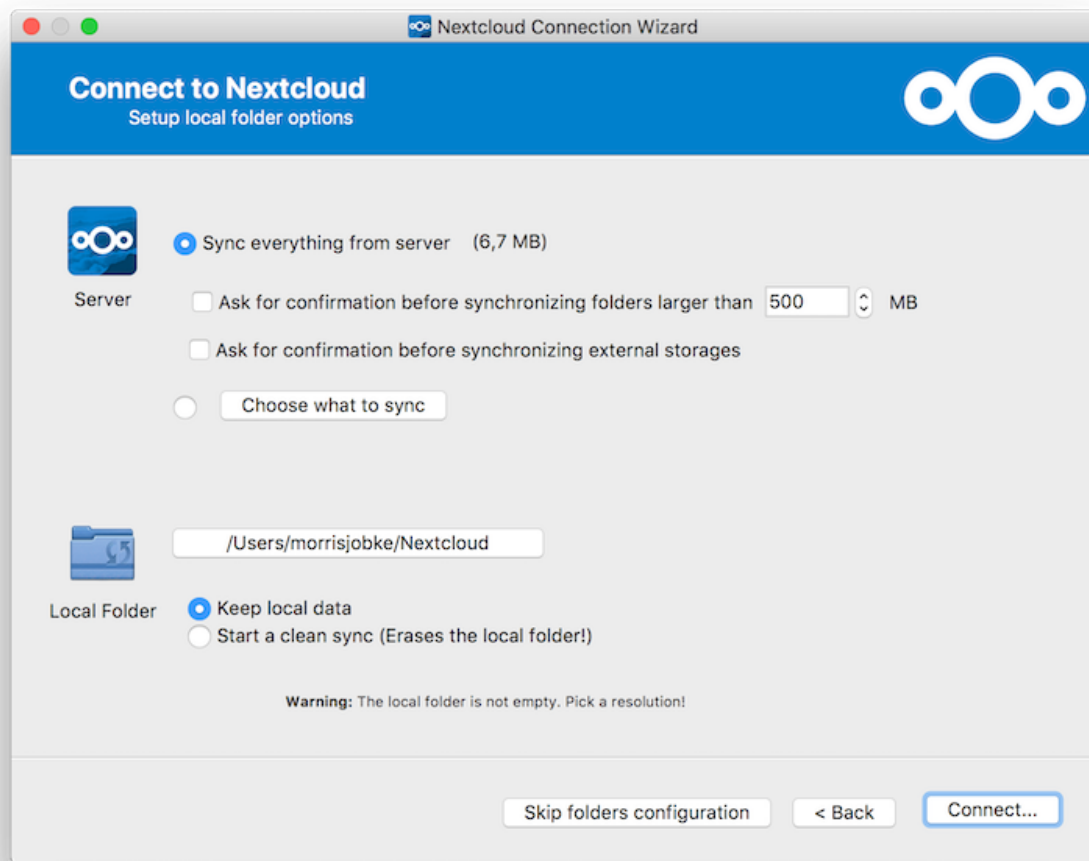 Nextcloud Connection Wizard
Connect to Nextcloud
Setup local folder options
Sync everything from server (6,7 MB)
Server
Ask for confirmation before synchronizing folders larger than 500 MB
Ask for confirmation before synchronizing external storages
Choose what to sync
/Users/morrisjobke/Nextcloud
Local Folder
Keep local data
Start a clean sync (Erases the local folder!)
Warning: The local folder is not empty. Pick a resolution!
Skip folders configuration
< Back
Connect...